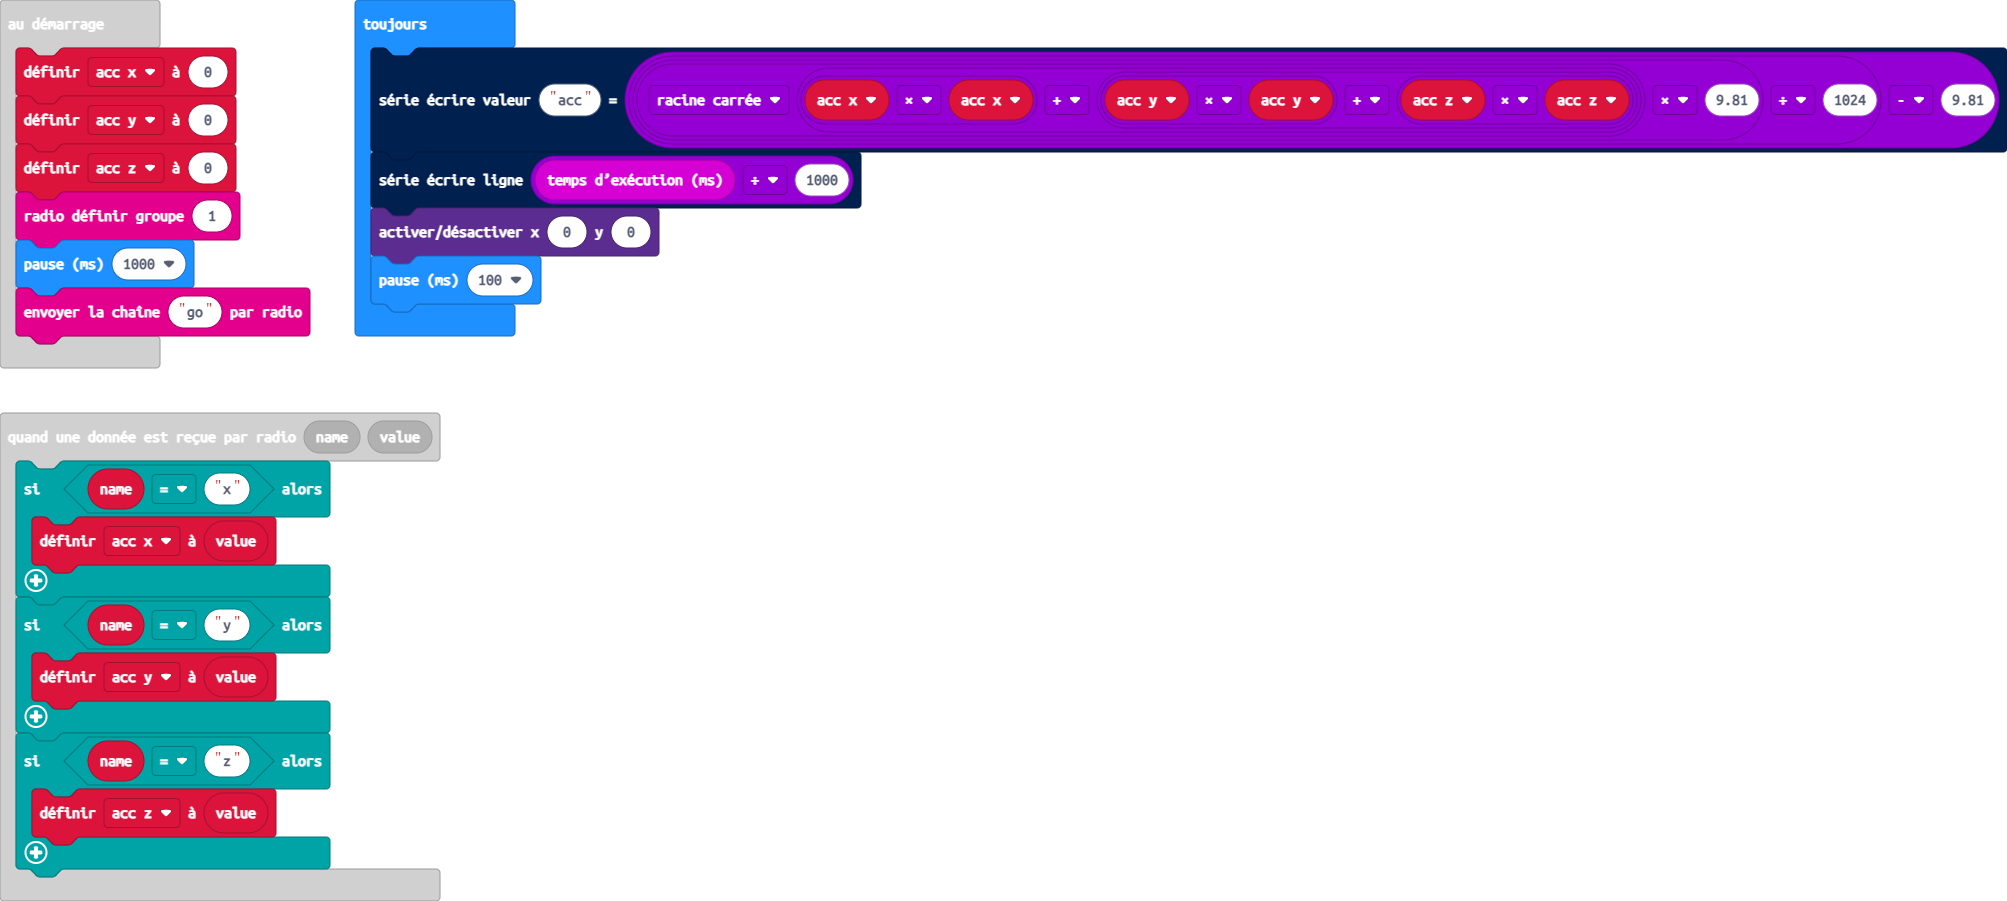 au démarrage
définir acc x à 0
définir acc y à 0
définir acc z à 0
radio définir groupe 1
pause (ms) 1000
envoyer la chaîne "go" par radio
toujours
série écrire valeur "acc" = racine carrée acc x × acc x + acc y × acc y + acc z × acc z × 9.81 ÷ 1024 - 9.81
série écrire ligne temps d’exécution (ms) ÷ 1000
activer/désactiver x 0 y 0
pause (ms) 100
quand une donnée est reçue par radio name value
si name = "x" alors
définir acc x à value
si name = "y" alors
définir acc y à value
si name = "z" alors
définir acc z à value